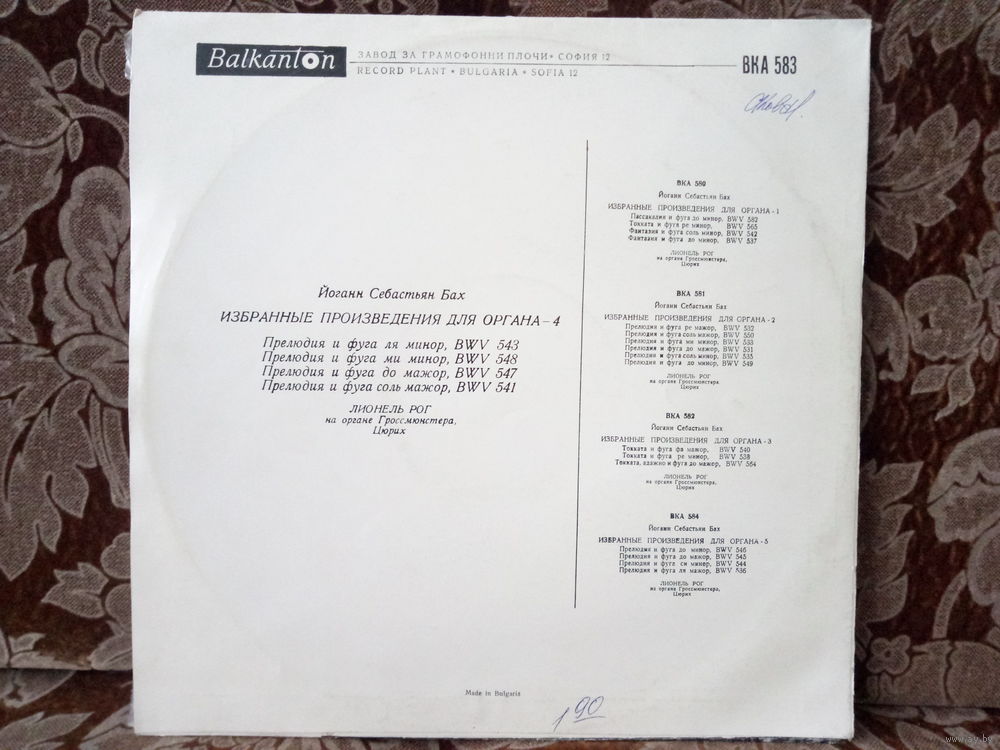 Balkanton
ЗАВОД ЗА ГРАМОФОННИ ПЛОЧИ • СОФИЯ 12
RECORD PLANT • BULGARIA • SOFIA 12
ВКА 583
Йоганн Себастьян Бах
ИЗБРАННЫЕ ПРОИЗВЕДЕНИЯ ДЛЯ ОРГАНА - 4
Прелюдия и фуга ля минор, BWV 543
Прелюдия и фуга ми минор, BWV 548
Прелюдия и фуга до мажор, BWV 547
Прелюдия и фуга соль мажор, BWV 541
ЛИОНЕЛЬ РОГ
на органе Гроссмюнстера,
Цюрих
ВКА 580
Йоганн Себастьян Бах
ИЗБРАННЫЕ ПРОИЗВЕДЕНИЯ ДЛЯ ОРГАНА - 1
Пассакалия и фуга до минор, BWV 582
Токката и фуга ре минор, BWV 565
Фантазия и фуга соль минор, BWV 542
Фантазия и фуга до минор, BWV 537
ЛИОНЕЛЬ РОГ
на органе Гроссмюнстера,
Цюрих
ВКА 581
Йоганн Себастьян Бах
ИЗБРАННЫЕ ПРОИЗВЕДЕНИЯ ДЛЯ ОРГАНА - 2
Прелюдия и фуга ре мажор, BWV 532
Прелюдия и фуга соль мажор, BWV 550
Прелюдия и фуга ми минор, BWV 533
Прелюдия и фуга до мажор, BWV 531
Прелюдия и фуга соль минор, BWV 535
Прелюдия и фуга до минор, BWV 549
ЛИОНЕЛЬ РОГ
на органе Гроссмюнстера,
Цюрих
ВКА 582
Йоганн Себастьян Бах
ИЗБРАННЫЕ ПРОИЗВЕДЕНИЯ ДЛЯ ОРГАНА - 3
Токката и фуга фа мажор, BWV 540
Токката и фуга ре минор, BWV 538
Токката, адажио и фуга до мажор, BWV 564
ЛИОНЕЛЬ РОГ
на органе Гроссмюнстера,
Цюрих
ВКА 584
Йоганн Себастьян Бах
ИЗБРАННЫЕ ПРОИЗВЕДЕНИЯ ДЛЯ ОРГАНА - 5
Прелюдия и фуга до минор, BWV 546
Прелюдия и фуга до мажор, BWV 545
Прелюдия и фуга си минор, BWV 544
Прелюдия и фуга ля мажор, BWV 536
ЛИОНЕЛЬ РОГ
на органе Гроссмюнстера,
Цюрих
Made in Bulgaria
1 90
www.ay.by